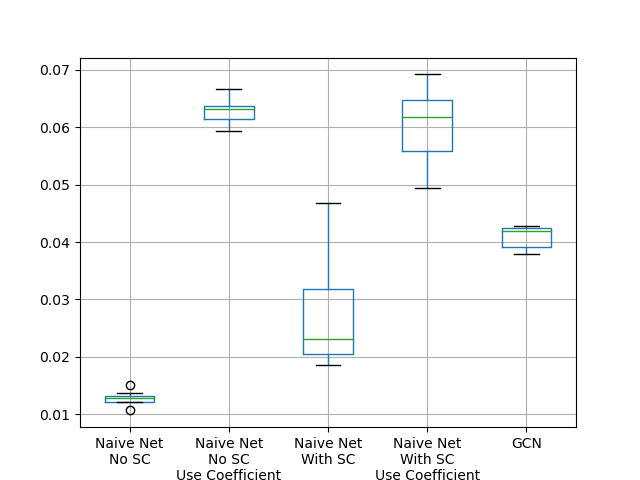 0.07
0.06
0.05
0.04
0.03
0.02
0.01
Naive Net
No SC
Naive Net
No SC
Use Coefficient
Naive Net
With SC
Naive Net
With SC
Use Coefficient
GCN